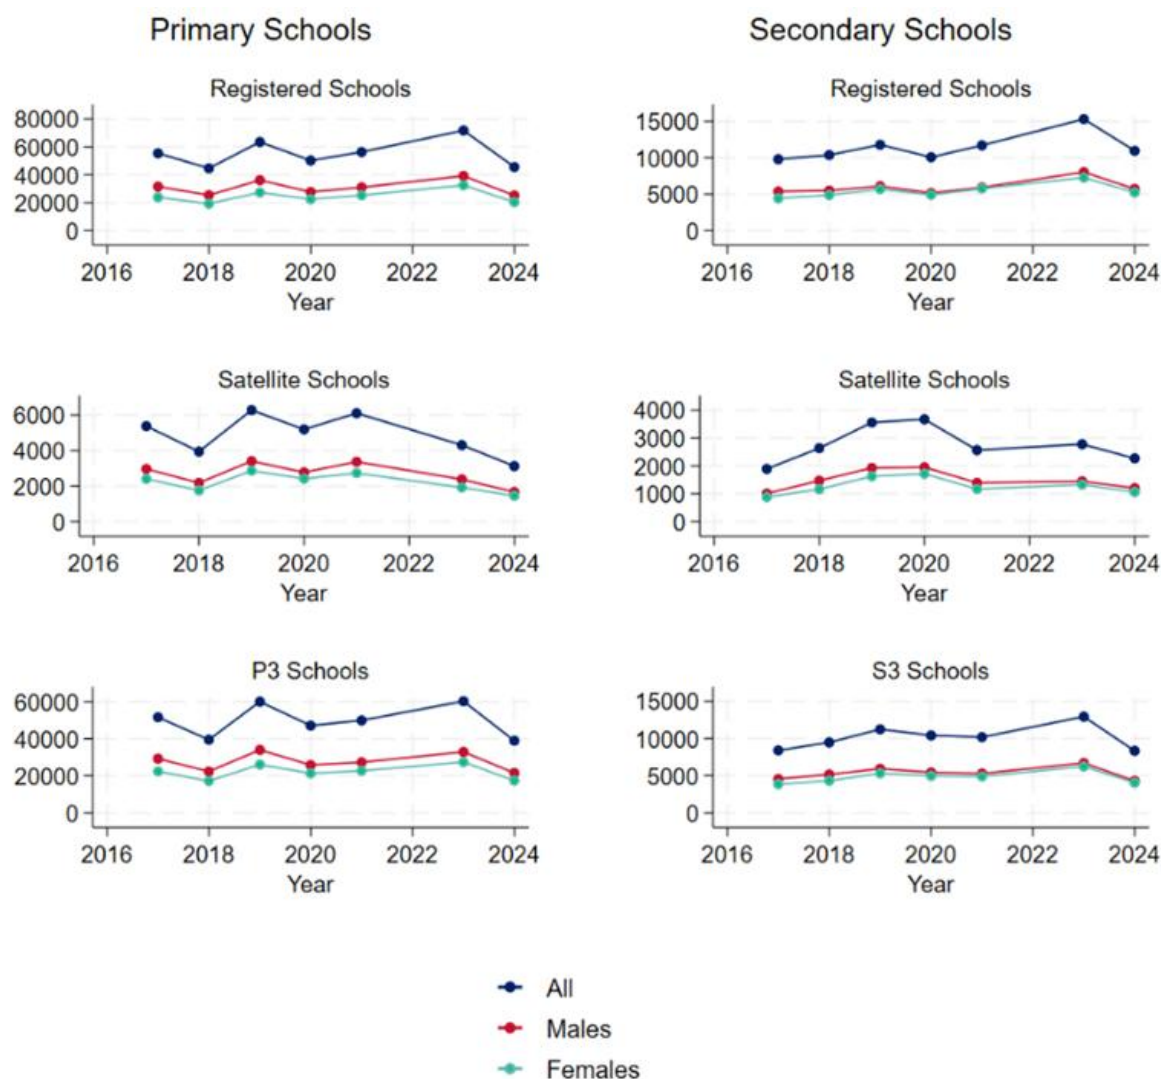 Primary Schools
Secondary Schools
Registered Schools
80000
60000
40000
20000
0
2016 2018 2020 2022 2024
Year
Registered Schools
15000
10000
5000
0
2016 2018 2020 2022 2024
Year
Satellite Schools
6000
4000
2000
0
2016 2018 2020 2022 2024
Year
Satellite Schools
4000
3000
2000
1000
0
2016 2018 2020 2022 2024
Year
P3 Schools
60000
40000
20000
0
2016 2018 2020 2022 2024
Year
S3 Schools
15000
10000
5000
0
2016 2018 2020 2022 2024
Year
All
Males
Females